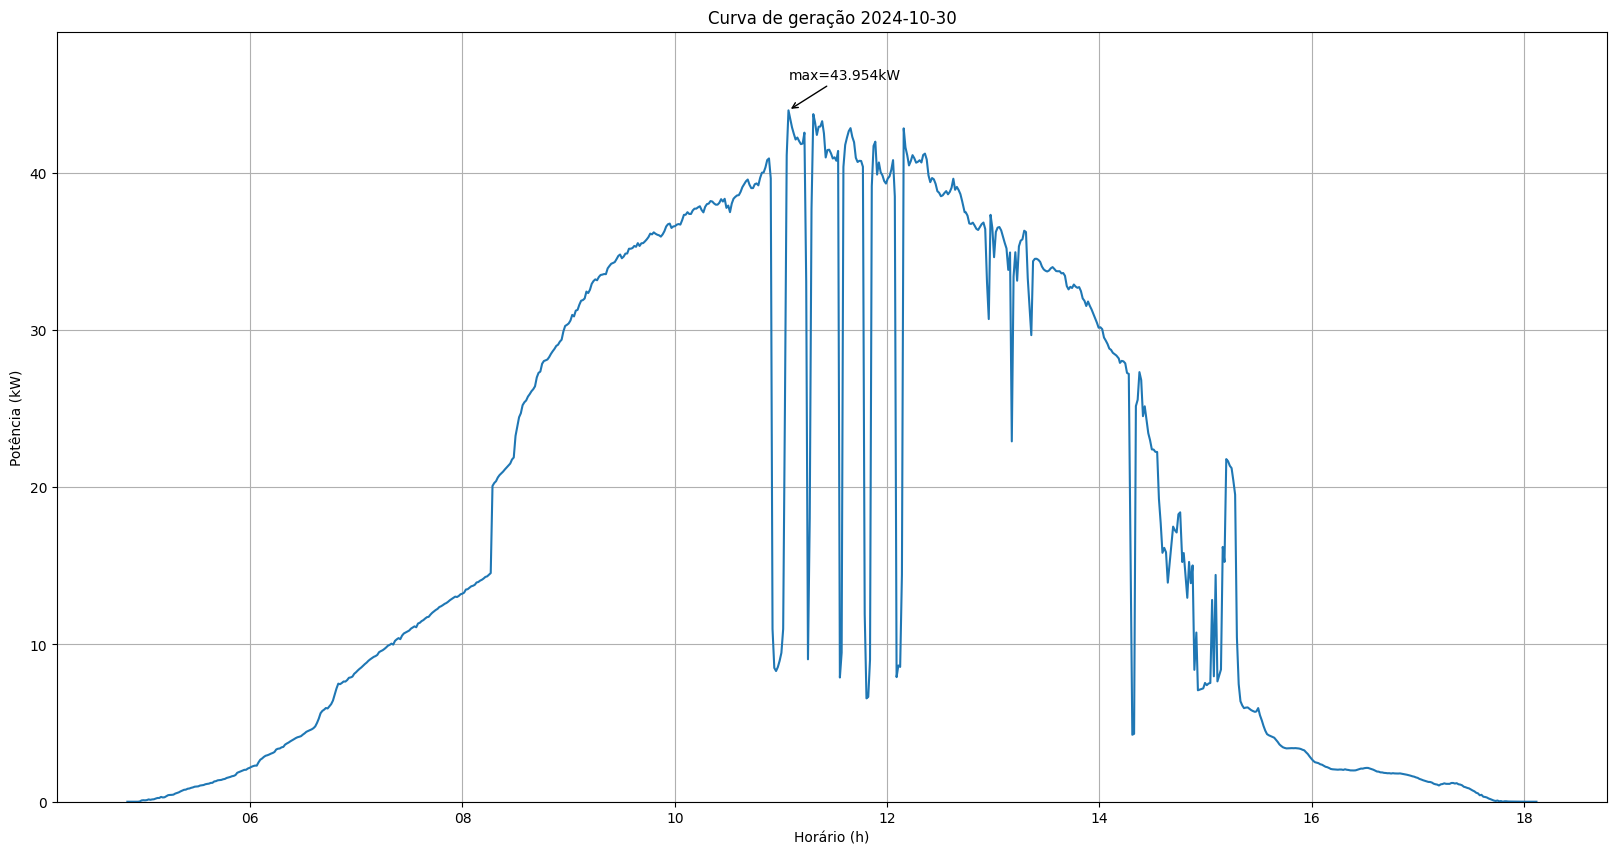 Curva de geração 2024-10-30
max=43.954kW
Potência (kW)
40
30
20
10
0
06 08 10 12 14 16 18
Horário (h)